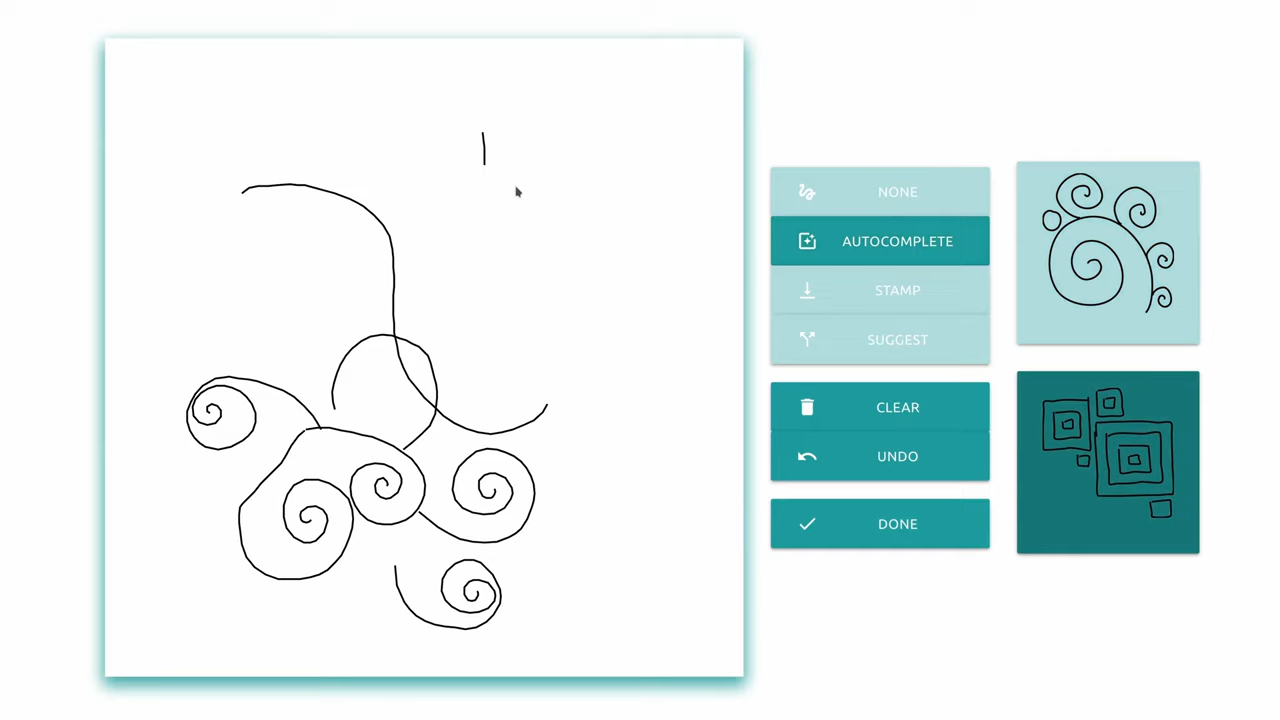 NONE
AUTOCOMPLETE
STAMP
SUGGEST
CLEAR
UNDO
DONE